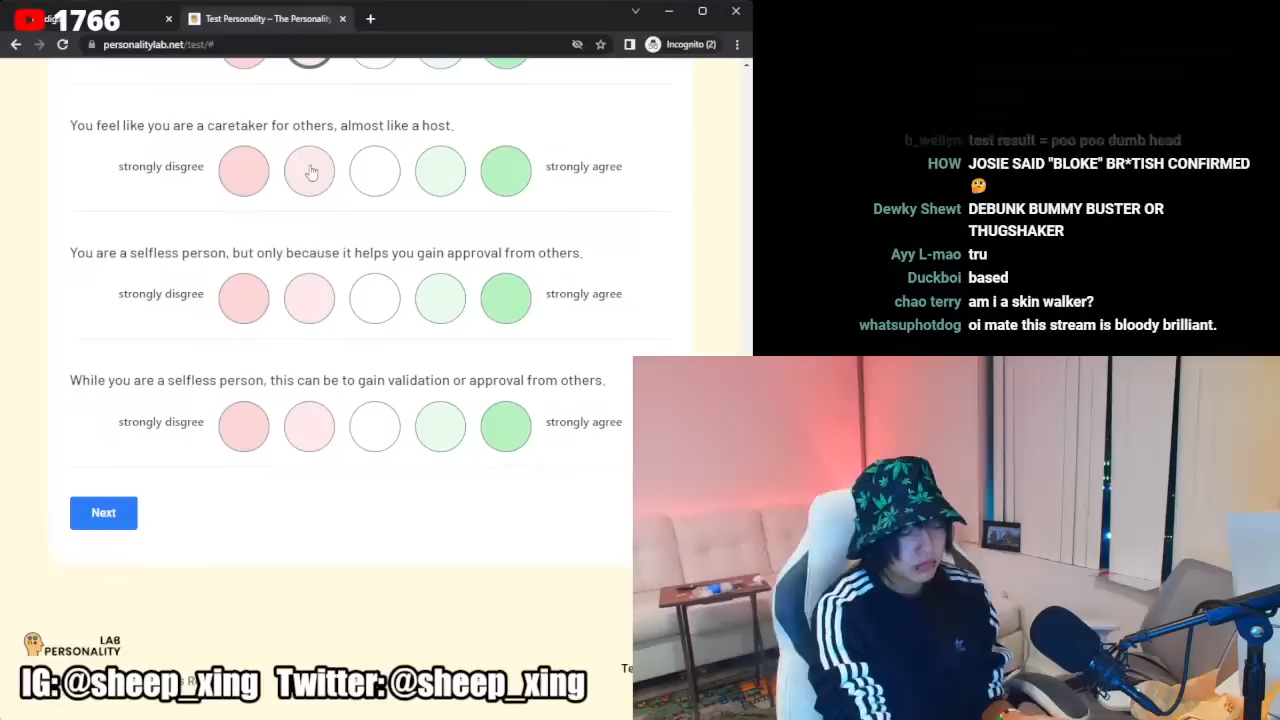 1766
Test Personality – The Personality
personalitylab.net/test/#
Incognito (2)
You feel like you are a caretaker for others, almost like a host.
strongly disgree
strongly agree
You are a selfless person, but only because it helps you gain approval from others.
strongly disgree
strongly agree
While you are a selfless person, this can be to gain validation or approval from others.
strongly disgree
strongly agree
Next
LAB
PERSONALITY
IG: @sheep_xing Twitter: @sheep_xing
b_wellyn test result = poo poo dumb head
HOW JOSIE SAID "BLOKE" BR*TISH CONFIRMED
Dewky Shewt DEBUNK BUMMY BUSTER OR
THUGSHAKER
Ayy L-mao tru
Duckboi based
chao terry am i a skin walker?
whatsuphotdog oi mate this stream is bloody brilliant.